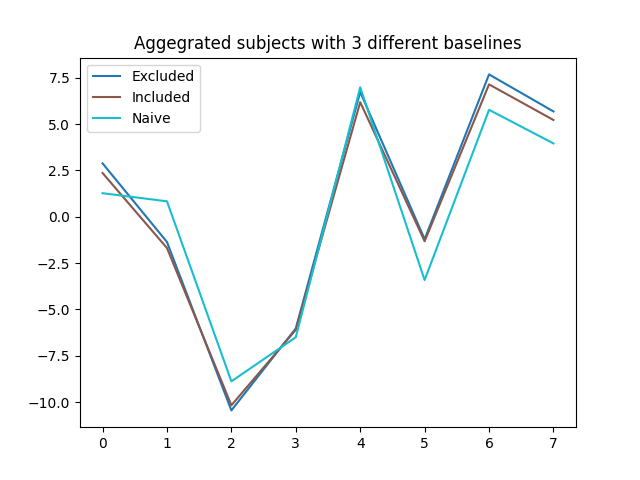 Aggegrated subjects with 3 different baselines
Excluded
Included
Naive
7.5
5.0
2.5
0.0
−2.5
−5.0
−7.5
−10.0
0 1 2 3 4 5 6 7